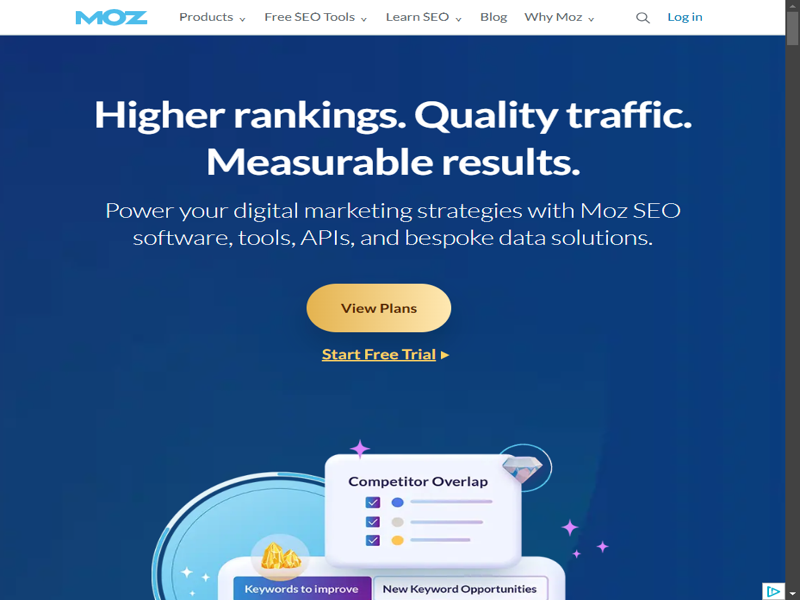 MOZ
Products
Free SEO Tools
Learn SEO
Blog
Why Moz
Log in
Higher rankings. Quality traffic.
Measurable results.
Power your digital marketing strategies with Moz SEO
software, tools, APIs, and bespoke data solutions.
View Plans
Start Free Trial
Competitor Overlap
Keywords to improve
New Keyword Opportunities